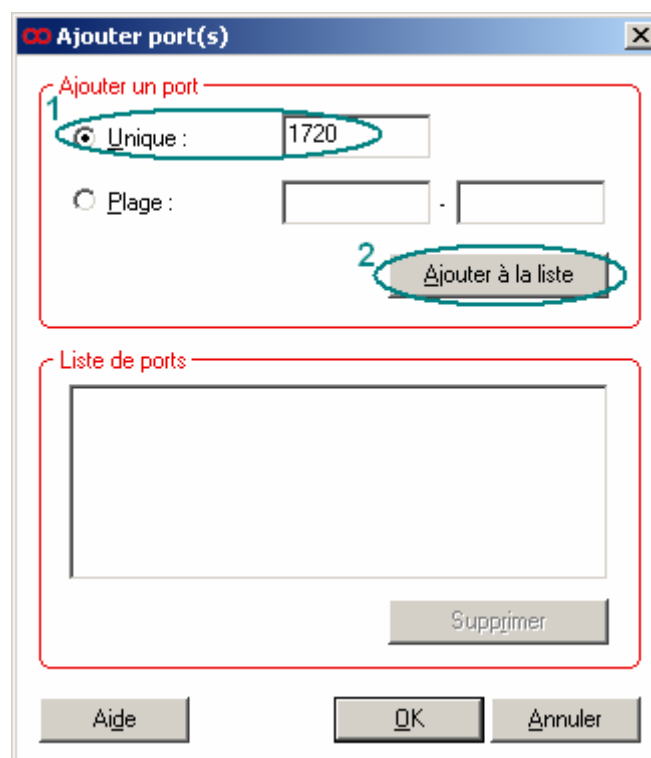 Ajouter port(s)
Ajouter un port
1
Unique : 1720
Plage : -
2
Ajouter à la liste
Liste de ports
Supprimer
Aide OK Annuler